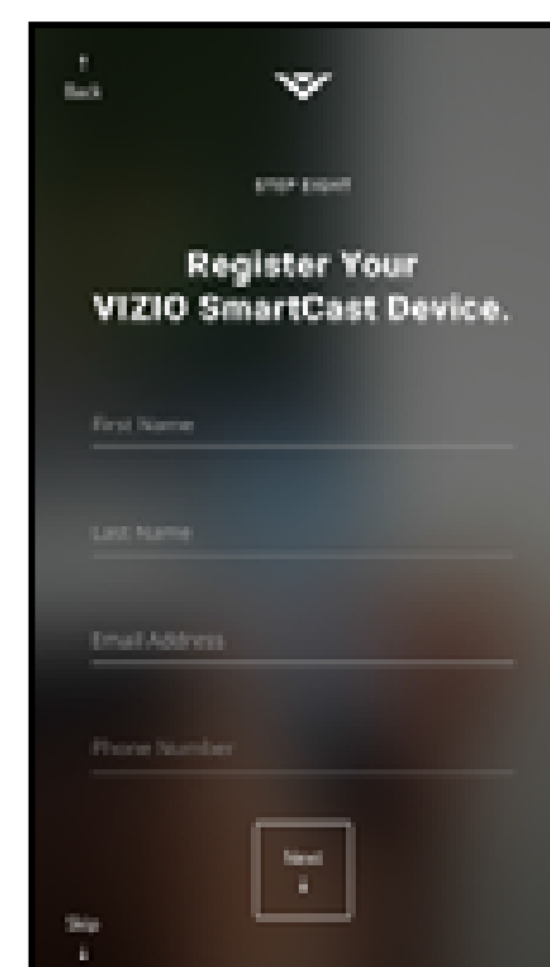 Back
STEP EIGHT
Register Your
VIZIO SmartCast Device.
First Name
Last Name
Email Address
Phone Number
Next
Skip